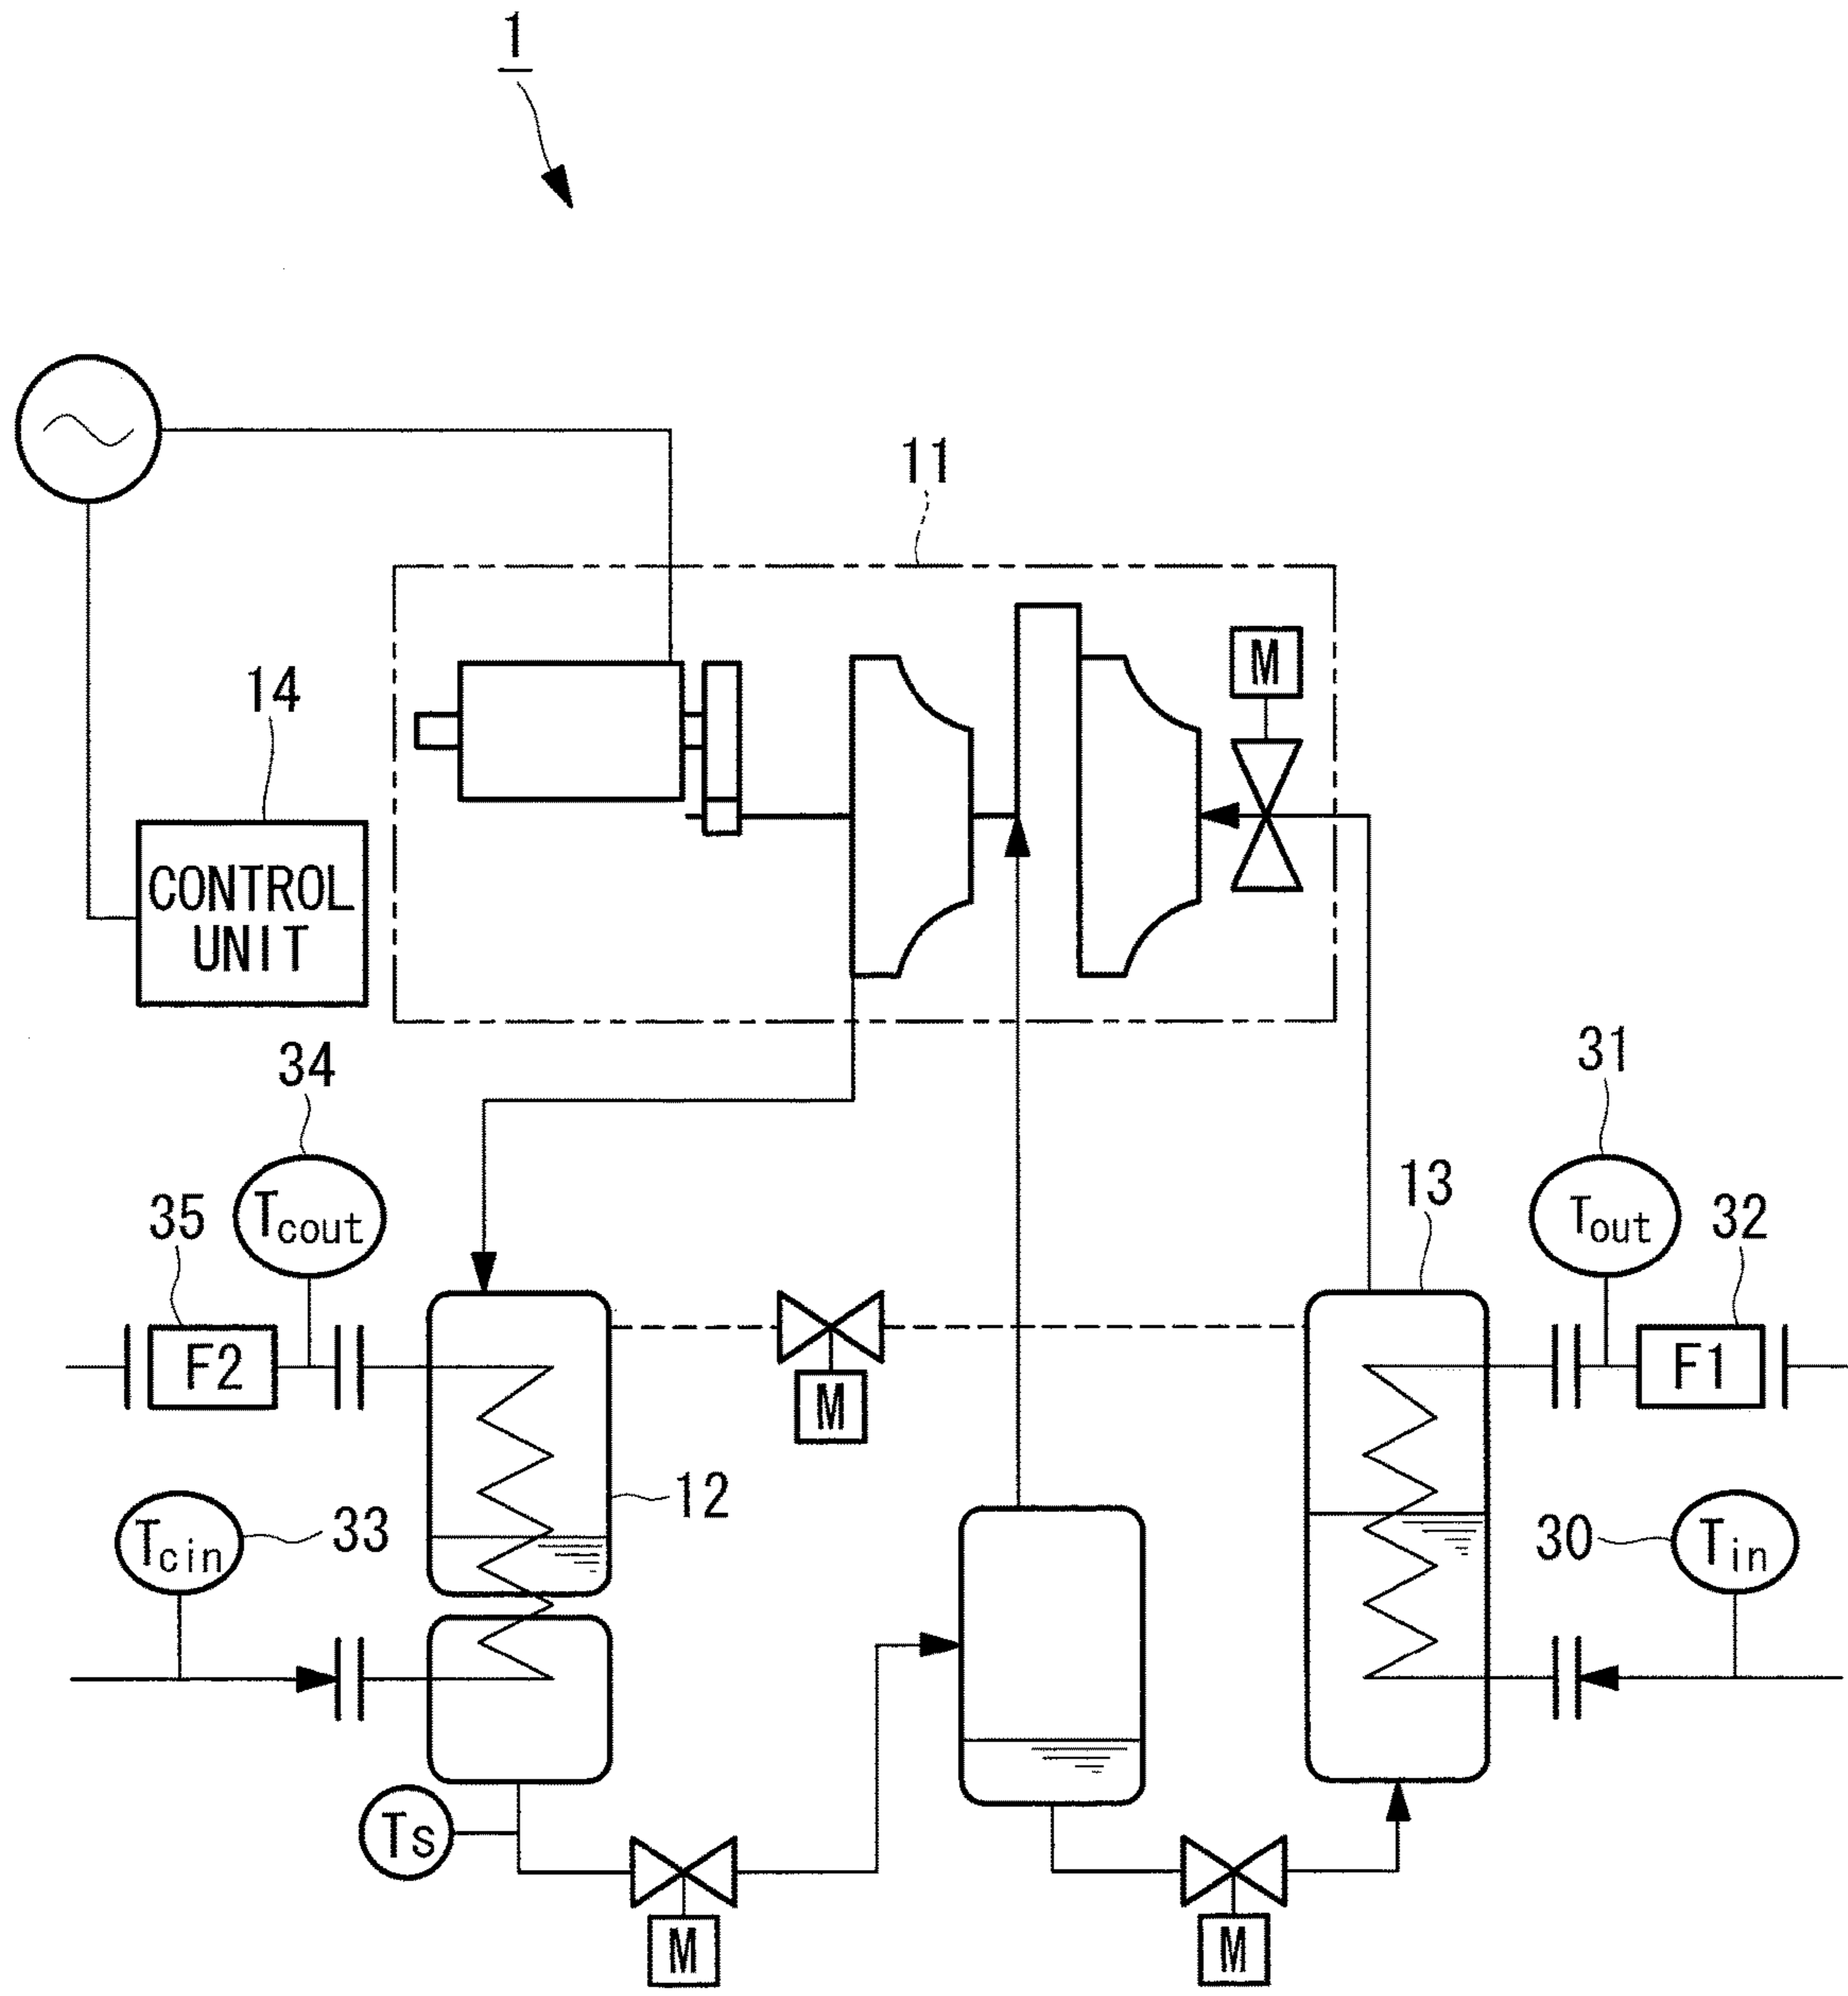 1
11
M
14
CONTROL
UNIT
34
31
Tcout
35
13
Tout
32
F2
F1
M
12
Tcin
33
30
Tin
Ts
M
M